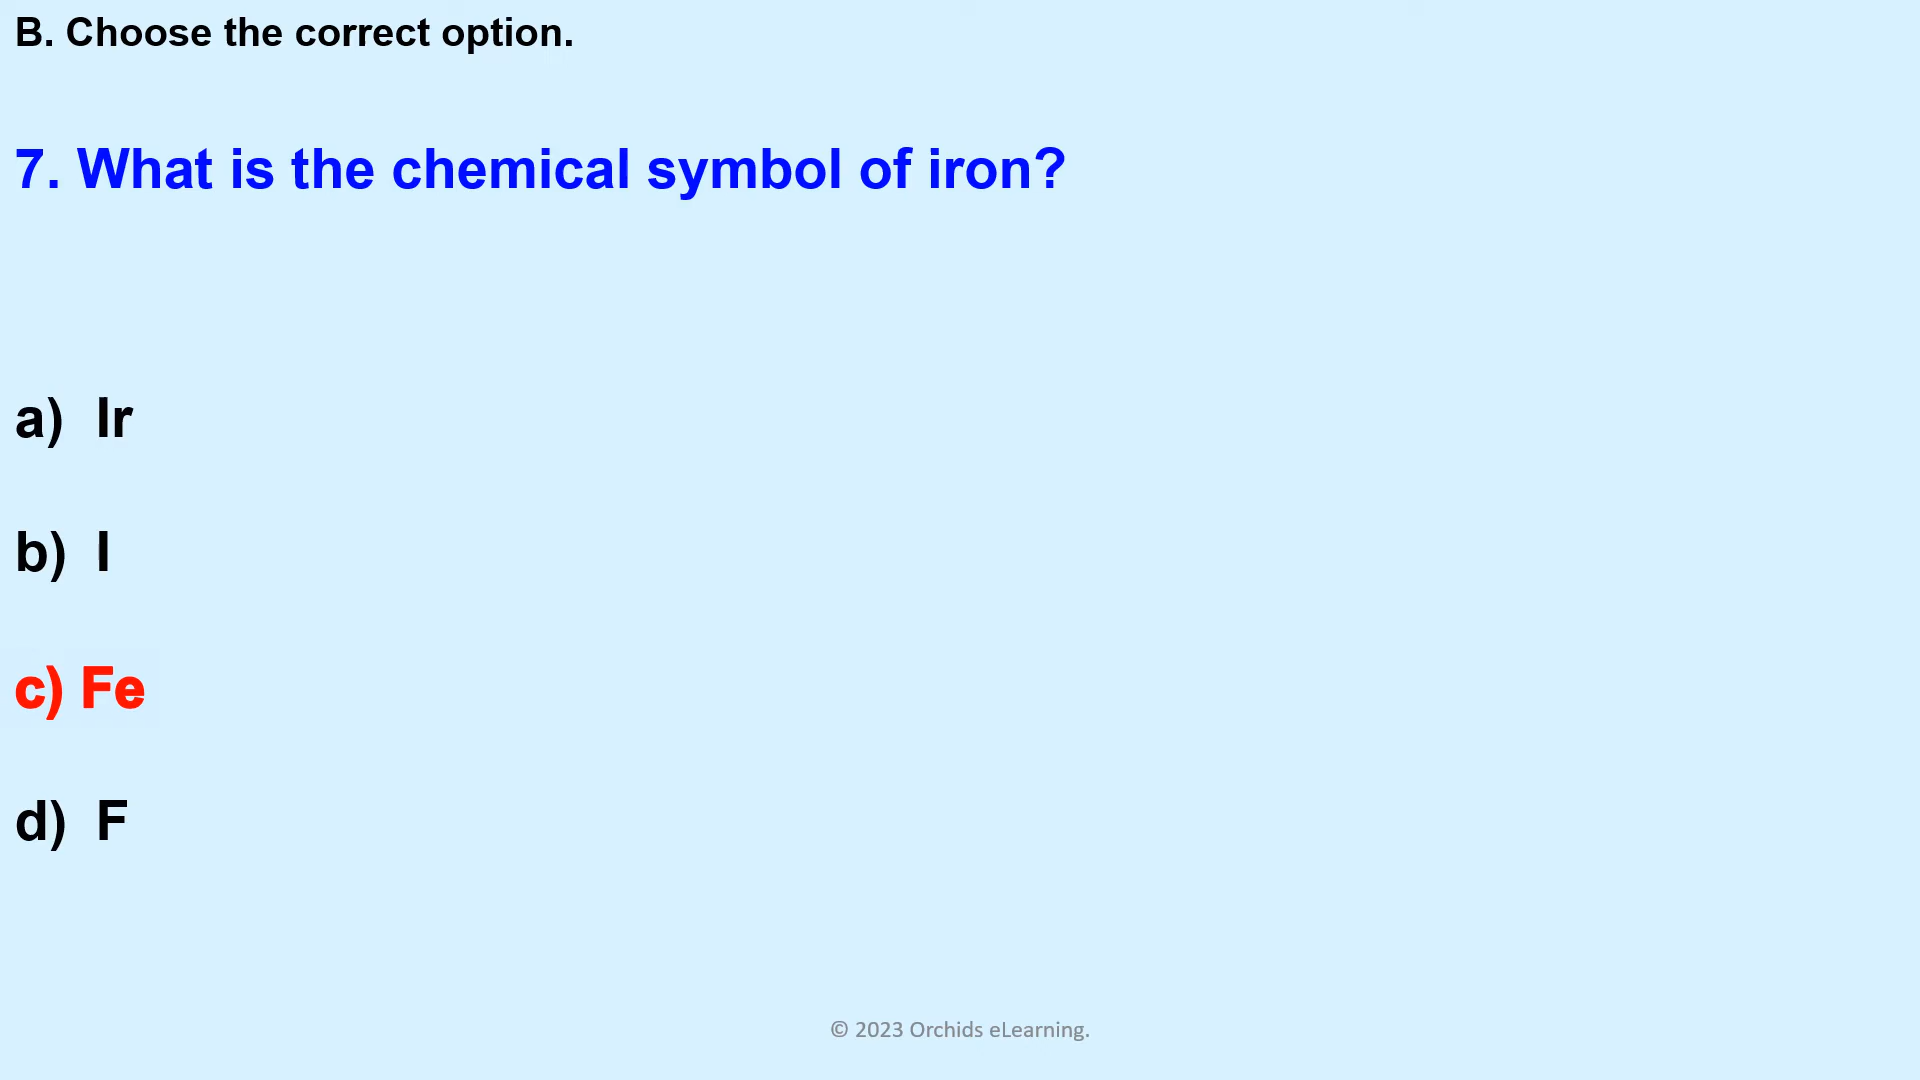 B. Choose the correct option.
7. What is the chemical symbol of iron?
a) Ir
b) I
c) Fe
d) F
© 2023 Orchids eLearning.